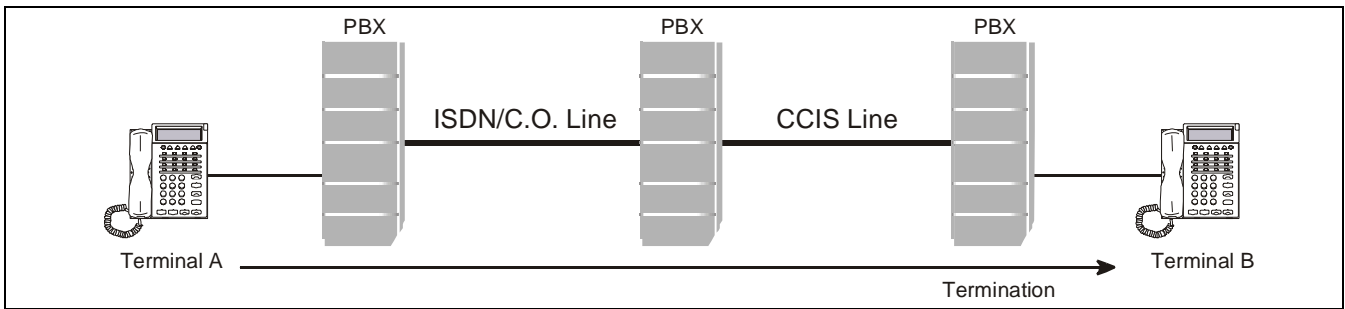 PBX PBX PBX
ISDN/C.O. Line CCIS Line
Terminal A Terminal B
Termination